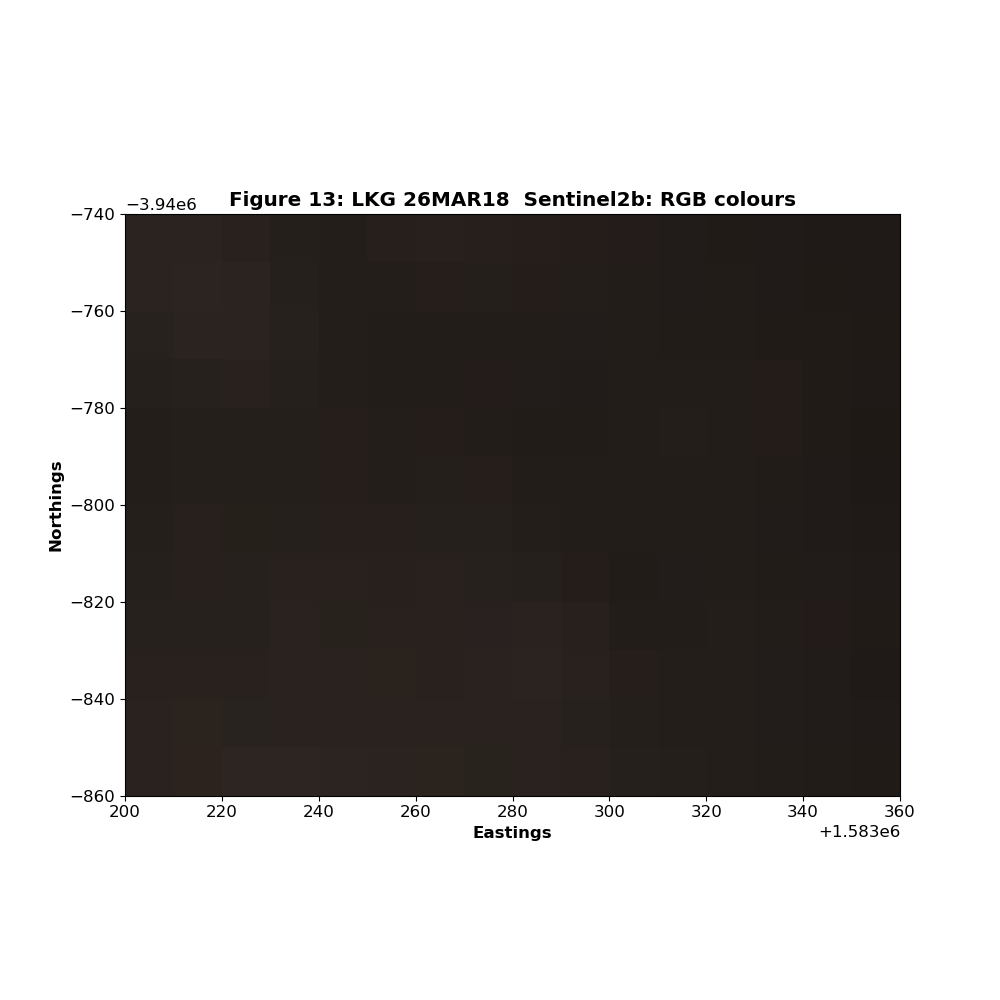 Figure 13: LKG 26MAR18  Sentinel2b: RGB colours
−3.94e6
−740
−760
−780
−800
−820
−840
−860
Northings
200 220 240 260 280 300 320 340 360
Eastings
+1.583e6